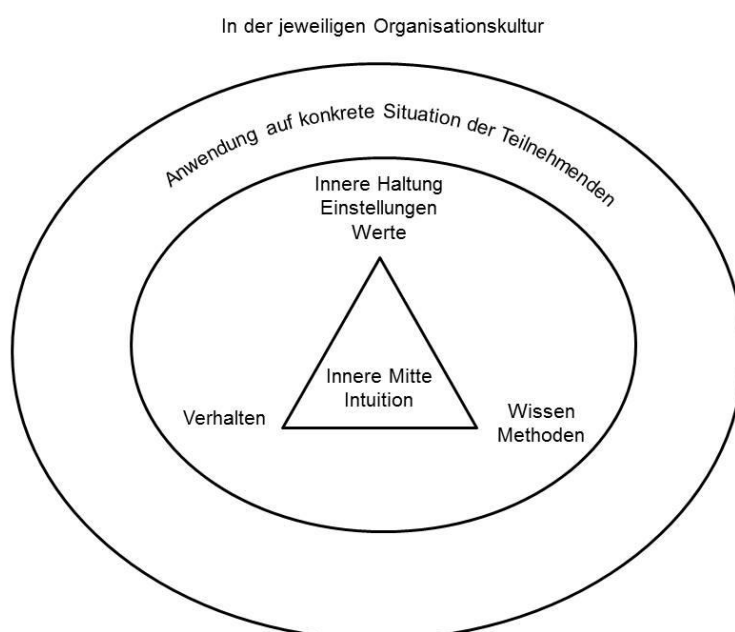 In der jeweiligen Organisationskultur
Anwendung auf konkrete Situation der Teilnehmenden
Innere Haltung
Einstellungen
Werte
Innere Mitte
Intuition
Verhalten
Wissen
Methoden